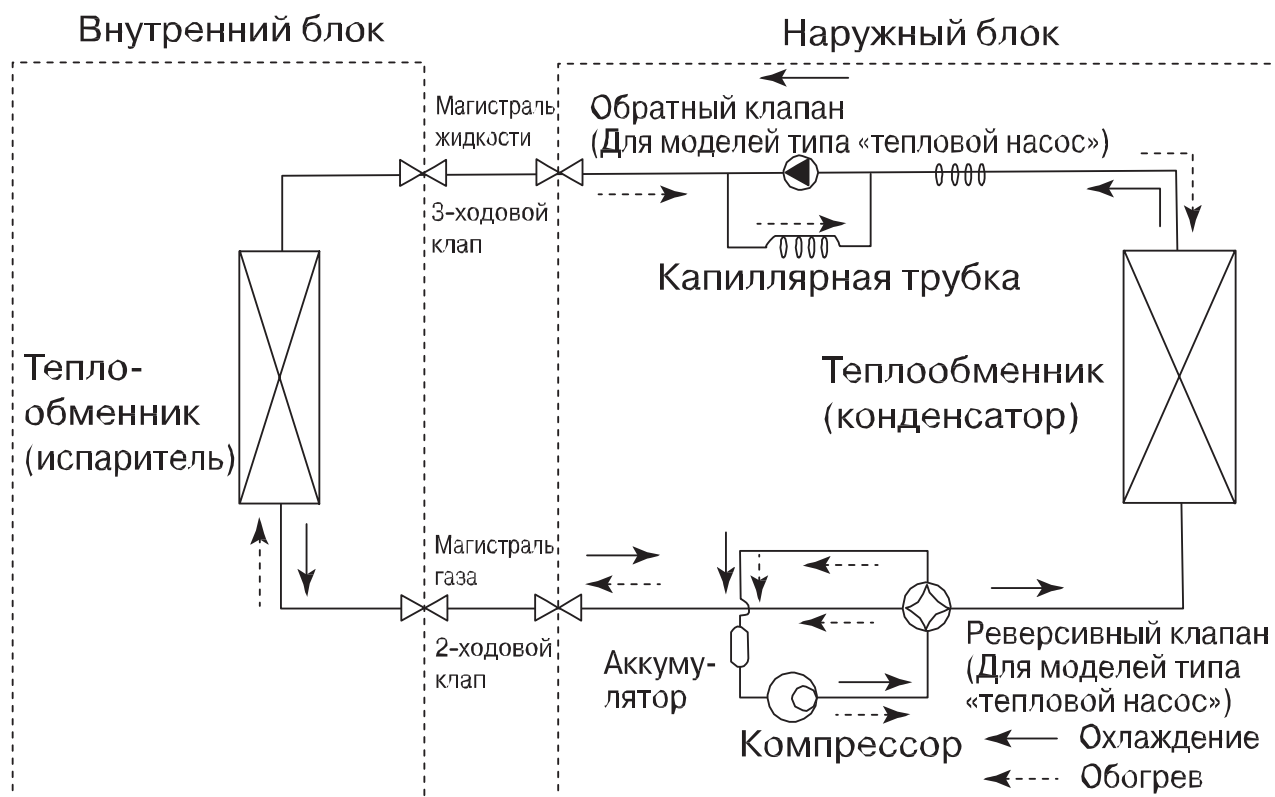 Внутренний блок
Наружный блок
Магистраль
жидкости
Обратный клапан
(Для моделей типа «тепловой насос»)
3-ходовой
клап
Капиллярная трубка
Тепло-
обменник
(испаритель)
Теплообменник
(конденсатор)
Магистраль
газа
2-ходовой
клап
Аккуму-
лятор
Компрессор
Реверсивный клапан
(Для моделей типа
«тепловой насос»)
Охлаждение
Обогрев